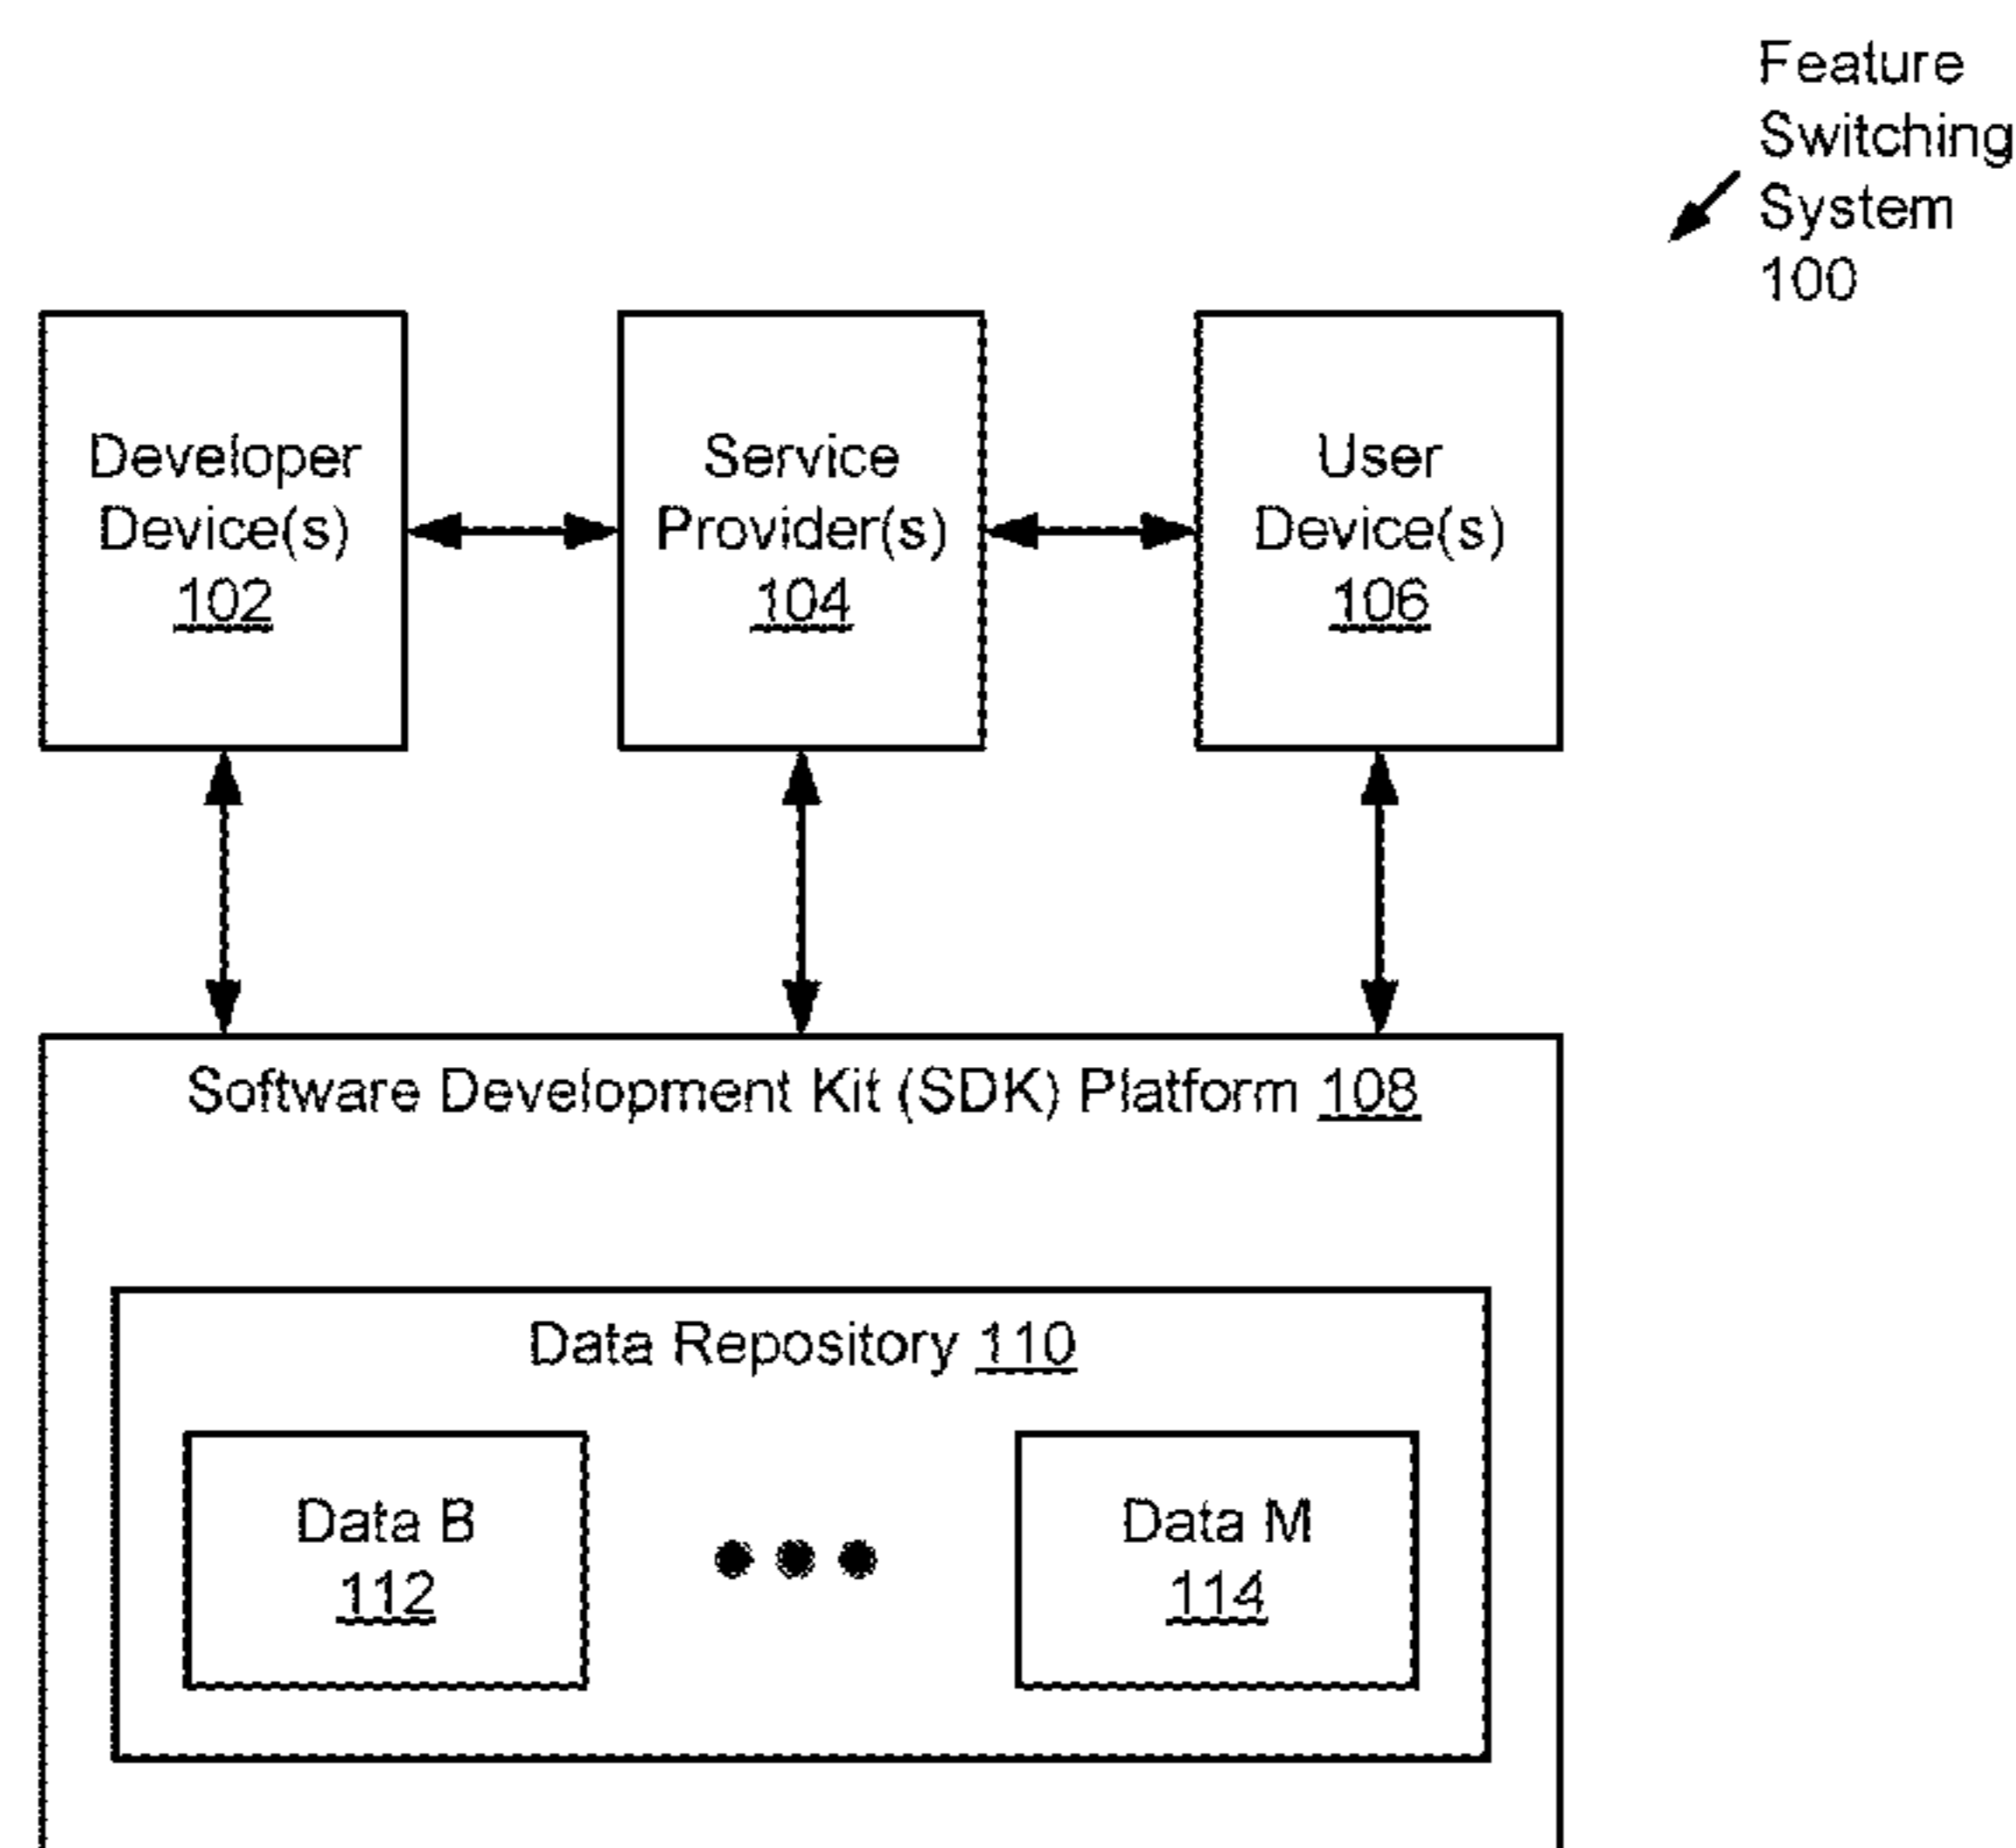 Feature
Switching
System
100
Developer
Device(s)
102
Service
Provider(s)
104
User
Device(s)
106
Software Development Kit (SDK) Platform 108
Data Repository 110
Data B
112
Data M
114